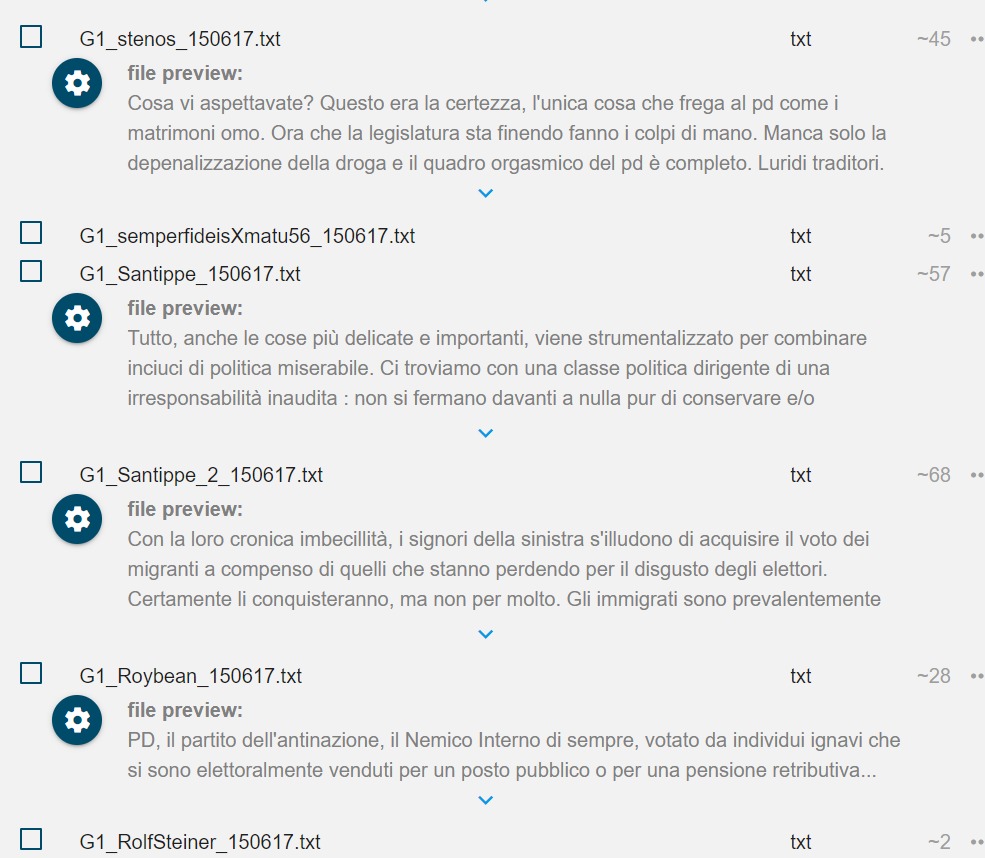 G1_stenos_150617.txt txt ~45
file preview:
Cosa vi aspettavate? Questo era la certezza, l'unica cosa che frega al pd come i
matrimoni omo. Ora che la legislatura sta finendo fanno i colpi di mano. Manca solo la
depenalizzazione della droga e il quadro orgasmico del pd è completo. Luridi traditori.
G1_semperfideisXmatu56_150617.txt txt ~5
G1_Santippe_150617.txt txt ~57
file preview:
Tutto, anche le cose più delicate e importanti, viene strumentalizzato per combinare
inciuci di politica miserabile. Ci troviamo con una classe politica dirigente di una
irresponsabilità inaudita : non si fermano davanti a nulla pur di conservare e/o
G1_Santippe_2_150617.txt txt ~68
file preview:
Con la loro cronica imbecillità, i signori della sinistra s'illudono di acquisire il voto dei
migranti a compenso di quelli che stanno perdendo per il disgusto degli elettori.
Certamente li conquisteranno, ma non per molto. Gli immigrati sono prevalentemente
G1_Roybean_150617.txt txt ~28
file preview:
PD, il partito dell'antinazione, il Nemico Interno di sempre, votato da individui ignavi che
si sono elettoralmente venduti per un posto pubblico o per una pensione retributiva...
G1_RolfSteiner_150617.txt txt ~2